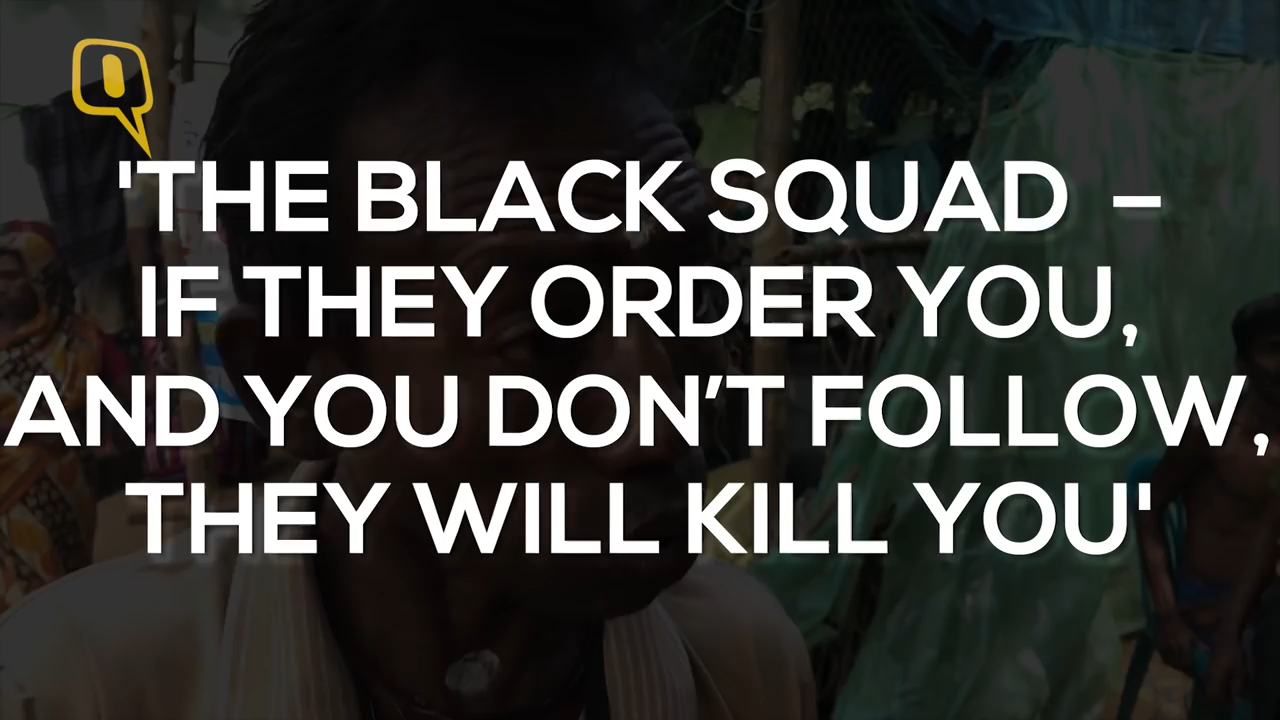 'THE BLACK SQUAD –
IF THEY ORDER YOU,
AND YOU DON’T FOLLOW,
THEY WILL KILL YOU'